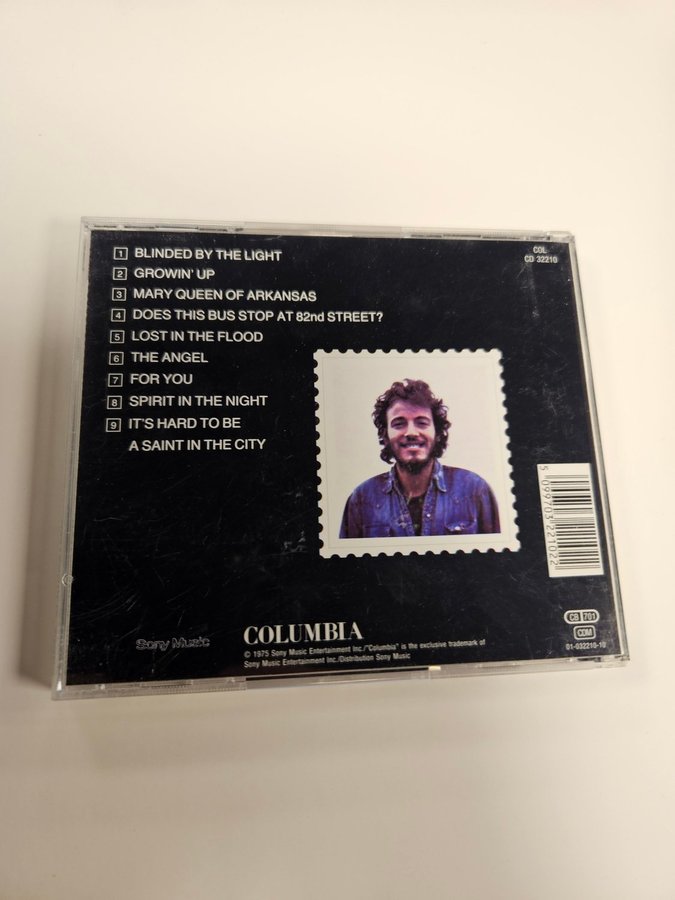 COL
CD 32210
1 BLINDED BY THE LIGHT
2 GROWIN' UP
3 MARY QUEEN OF ARKANSAS
4 DOES THIS BUS STOP AT 82nd STREET?
5 LOST IN THE FLOOD
6 THE ANGEL
7 FOR YOU
8 SPIRIT IN THE NIGHT
9 IT'S HARD TO BE
A SAINT IN THE CITY
5 099703 221022
Sony Music
COLUMBIA
© 1975 Sony Music Entertainment Inc./"Columbia" is the exclusive trademark of
Sony Music Entertainment Inc./Distribution Sony Music
CB 701
CDM
01-032210-10